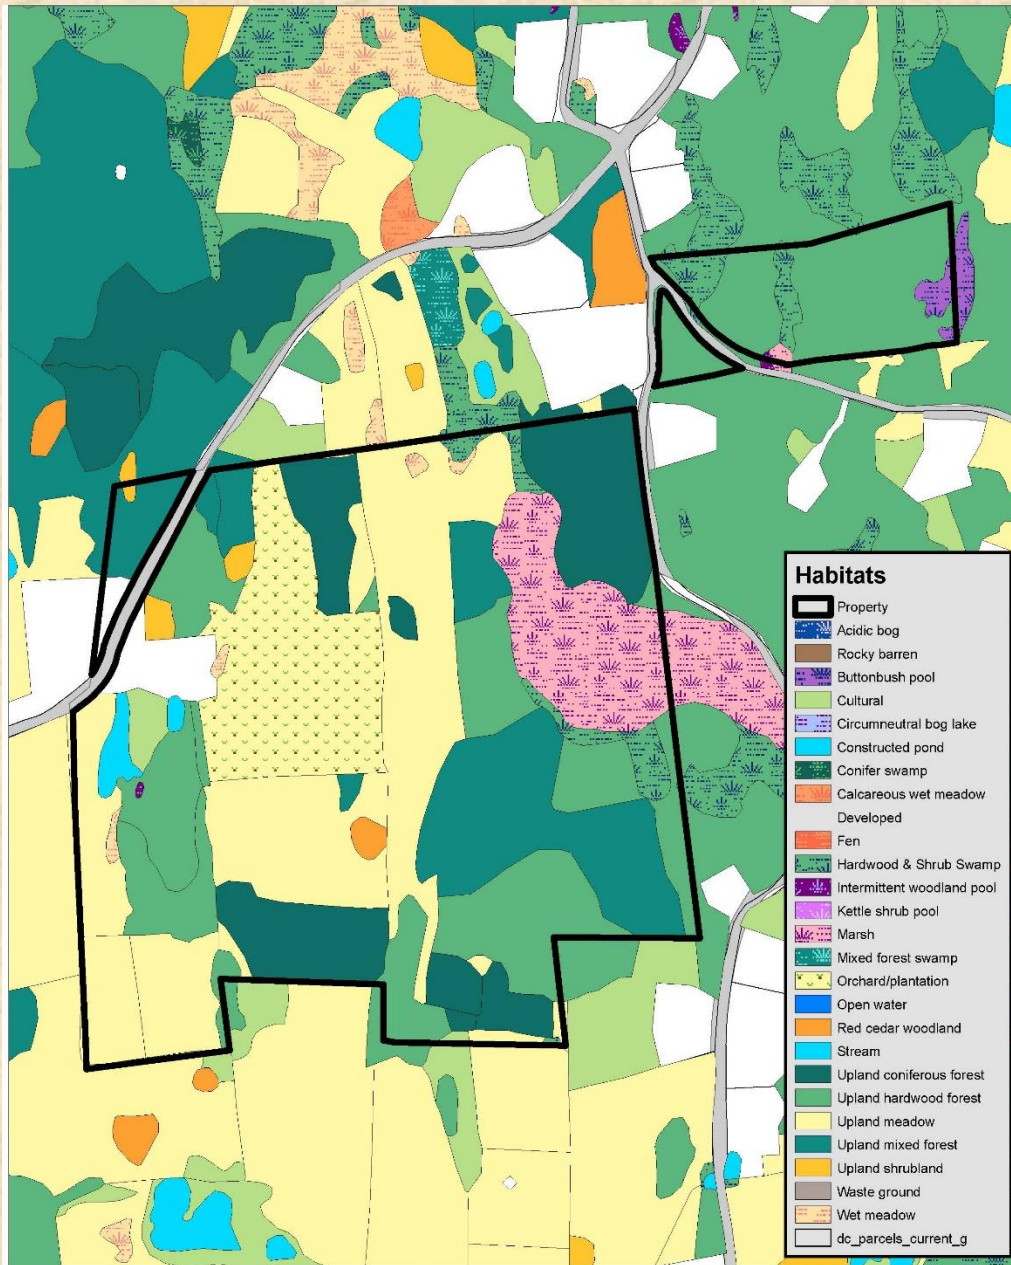 Habitats
Property
Acidic bog
Rocky barren
Buttonbush pool
Cultural
Circumneutral bog lake
Constructed pond
Conifer swamp
Calcareous wet meadow
Developed
Fen
Hardwood & Shrub Swamp
Intermittent woodland pool
Kettle shrub pool
Marsh
Mixed forest swamp
Orchard/plantation
Open water
Red cedar woodland
Stream
Upland coniferous forest
Upland hardwood forest
Upland meadow
Upland mixed forest
Upland shrubland
Waste ground
Wet meadow
dc_parcels_current_g